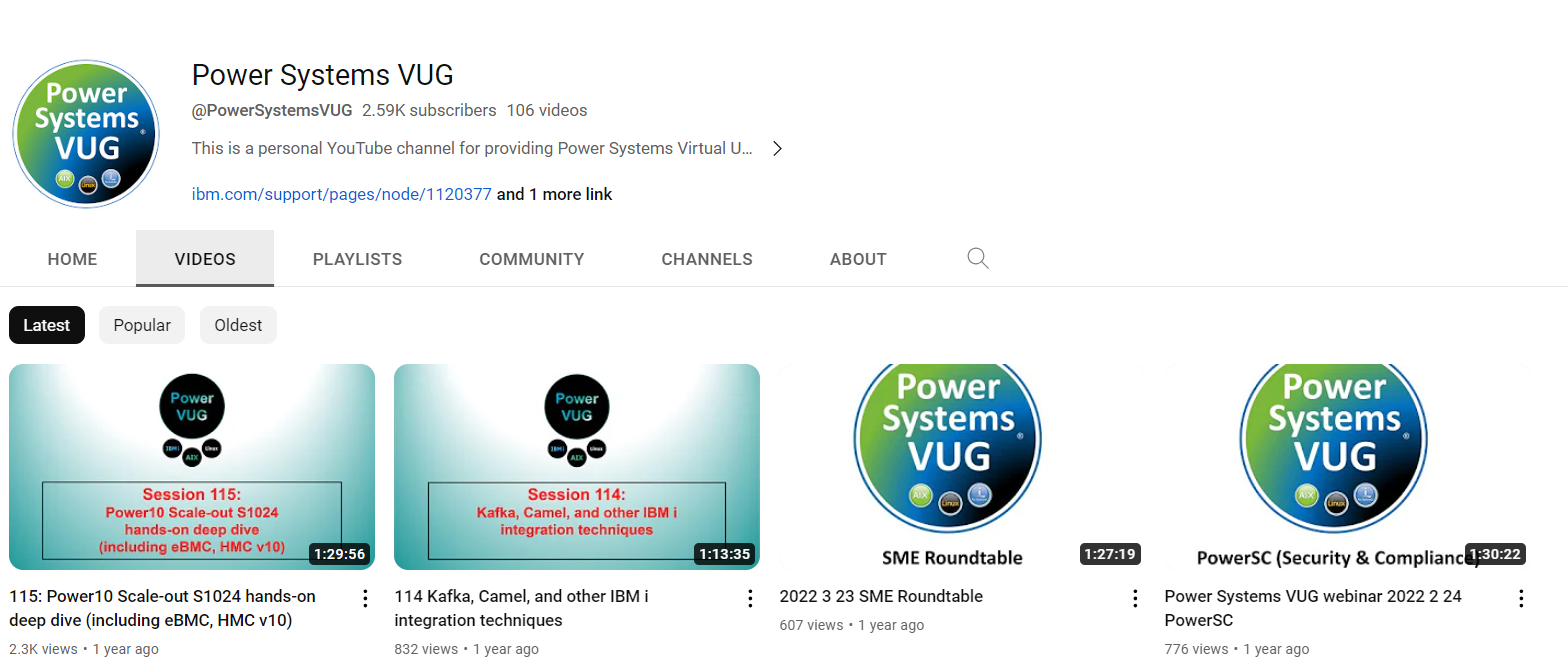 Power
Systems
VUG
®
AIX
Linux
Power Systems VUG
@PowerSystemsVUG 2.59K subscribers 106 videos
This is a personal YouTube channel for providing Power Systems Virtual U...
ibm.com/support/pages/node/1120377 and 1 more link
HOME
VIDEOS
PLAYLISTS
COMMUNITY
CHANNELS
ABOUT
Latest
Popular
Oldest
Power
VUG
IBM i
AIX
Linux
Session 115:
Power10 Scale-out S1024
hands-on deep dive
(including eBMC, HMC v10)
1:29:56
115: Power10 Scale-out S1024 hands-on
deep dive (including eBMC, HMC v10)
2.3K views • 1 year ago
Power
VUG
IBM i
AIX
Linux
Session 114:
Kafka, Camel, and other IBM i
integration techniques
1:13:35
114 Kafka, Camel, and other IBM i
integration techniques
832 views • 1 year ago
Power
Systems
VUG
®
AIX
Linux
SME Roundtable
1:27:19
2022 3 23 SME Roundtable
607 views • 1 year ago
Power
Systems
VUG
®
AIX
Linux
PowerSC (Security & Compliance)
1:30:22
Power Systems VUG webinar 2022 2 24
PowerSC
776 views • 1 year ago